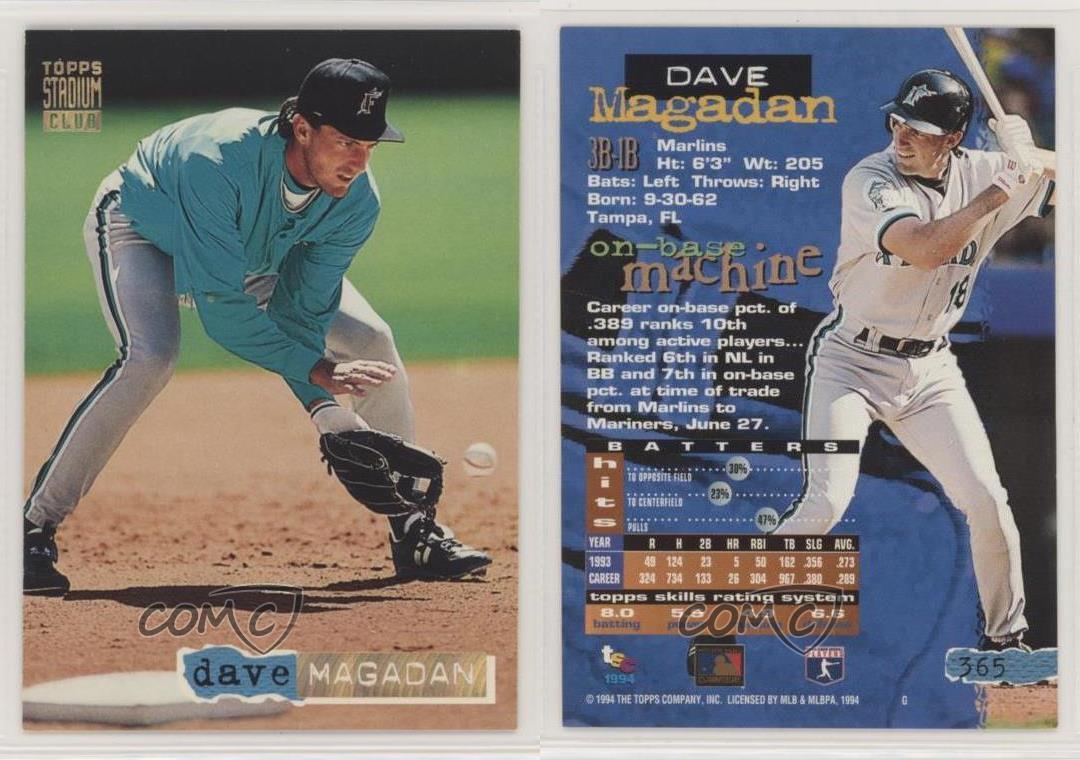 TOPPS
STADIUM
CLUB
F
COMC
dave MAGADAN
DAVE
Magadan
3B-1B
Marlins
Ht: 6'3" Wt: 205
Bats: Left Throws: Right
Born: 9-30-62
Tampa, FL
on-base
machine
Career on-base pct. of
.389 ranks 10th
among active players...
Ranked 6th in NL in
BB and 7th in on-base
pct. at time of trade
from Marlins to
Mariners, June 27.
BATTERS
hits
TO OPPOSITE FIELD 30%
TO CENTERFIELD 23%
PULLS 47%
YEAR R H 2B HR RBI TB SLG AVG.
1993 49 124 23 5 50 162 .356 .273
CAREER 324 734 133 26 304 967 .380 .289
topps skills rating system
8.0
batting
COMC
18
tsc
1994
PLAYERS
365
© 1994 THE TOPPS COMPANY, INC. LICENSED BY MLB & MLBPA, 1994 G